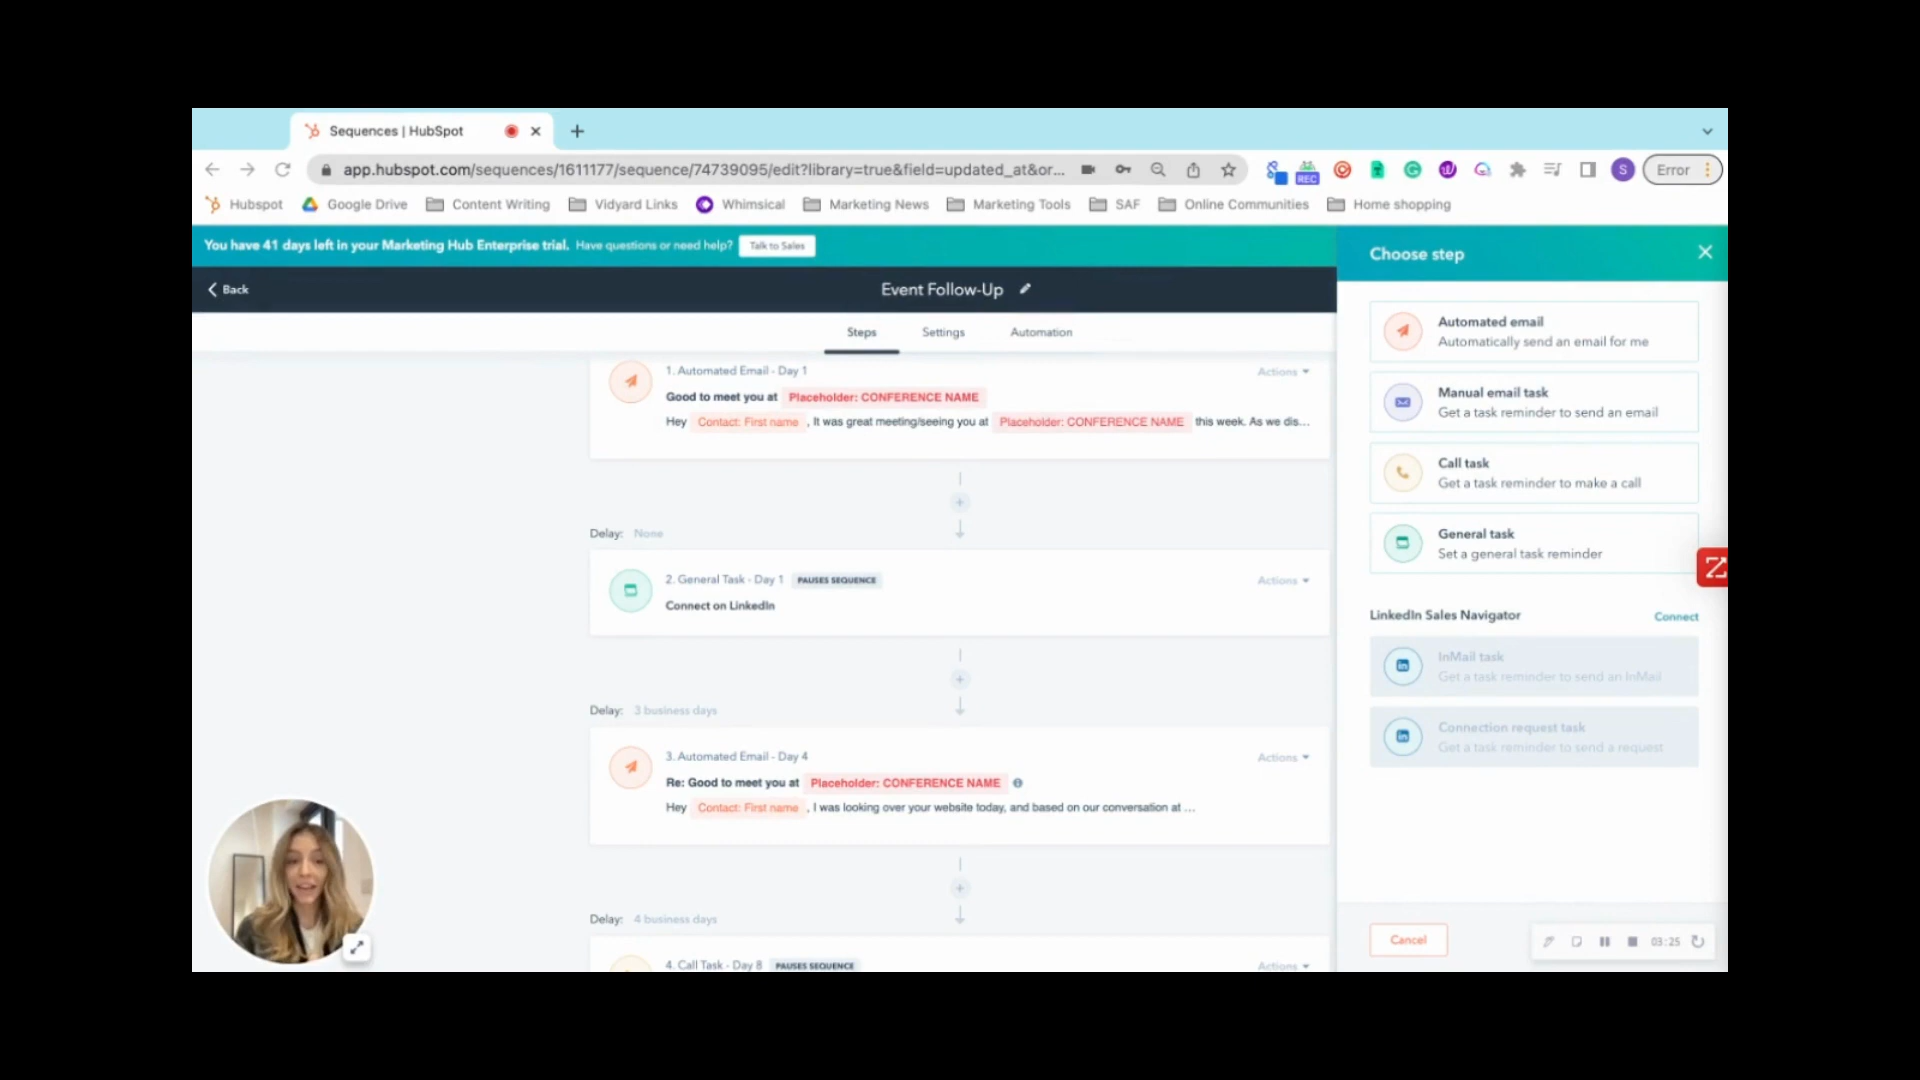 Sequences | HubSpot
app.hubspot.com/sequences/1611177/sequence/74739095/edit?library=true&field=updated_at&or...
REC
S
Error
Hubspot
Google Drive
Content Writing
Vidyard Links
Whimsical
Marketing News
Marketing Tools
SAF
Online Communities
Home shopping
You have 41 days left in your Marketing Hub Enterprise trial. Have questions or need help? Talk to Sales
Back
Event Follow-Up
Steps
Settings
Automation
1. Automated Email - Day 1
Actions
Good to meet you at Placeholder: CONFERENCE NAME
Hey Contact: First name , It was great meeting/seeing you at Placeholder: CONFERENCE NAME this week. As we dis...
Delay: None
2. General Task - Day 1 PAUSES SEQUENCE
Actions
Connect on LinkedIn
Delay: 3 business days
3. Automated Email - Day 4
Actions
Re: Good to meet you at Placeholder: CONFERENCE NAME
Hey Contact: First name , I was looking over your website today, and based on our conversation at ...
Delay: 4 business days
4. Call Task - Day 8 PAUSES SEQUENCE
Actions
Choose step
Automated email
Automatically send an email for me
Manual email task
Get a task reminder to send an email
Call task
Get a task reminder to make a call
General task
Set a general task reminder
LinkedIn Sales Navigator
Connect
InMail task
Get a task reminder to send an InMail
Connection request task
Get a task reminder to send a request
Cancel
03:25